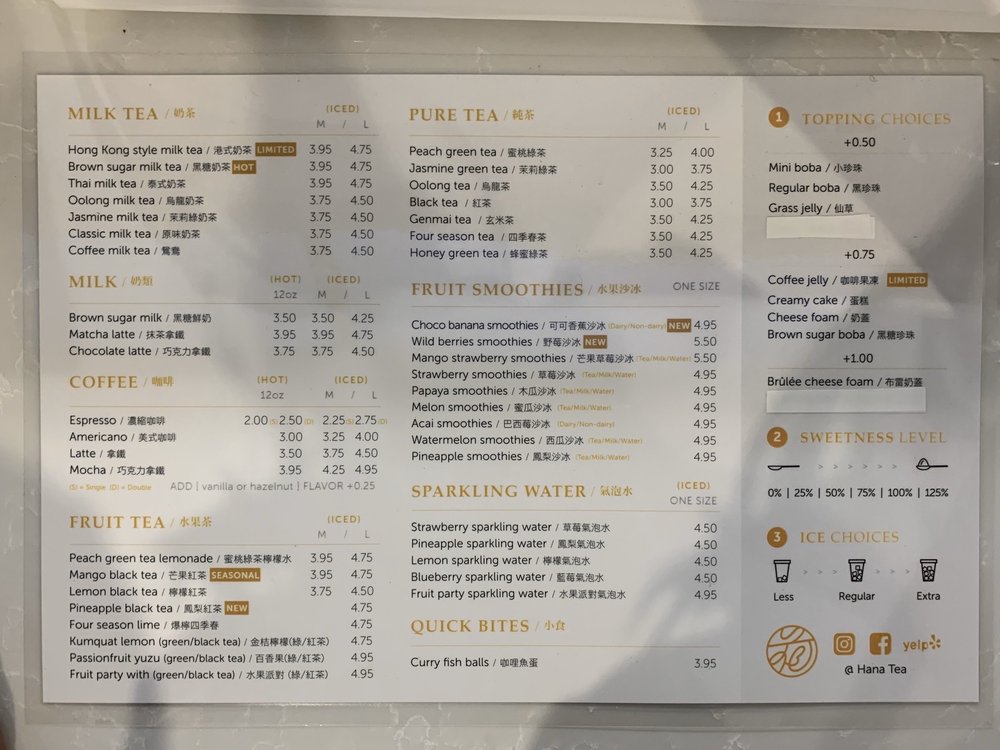 MILK TEA / 奶茶 (ICED)
M / L
Hong Kong style milk tea / 港式奶茶 LIMITED 3.95 4.75
Brown sugar milk tea / 黑糖奶茶 HOT 3.95 4.75
Thai milk tea / 泰式奶茶 3.95 4.75
Oolong milk tea / 烏龍奶茶 3.75 4.50
Jasmine milk tea / 茉莉綠奶茶 3.75 4.50
Classic milk tea / 原味奶茶 3.75 4.50
Coffee milk tea / 鴛鴦 3.75 4.50
MILK / 奶類 (HOT) (ICED)
12oz M / L
Brown sugar milk / 黑糖鮮奶 3.50 3.50 4.25
Matcha latte / 抹茶拿鐵 3.95 3.95 4.75
Chocolate latte / 巧克力拿鐵 3.75 3.75 4.50
COFFEE / 咖啡 (HOT) (ICED)
12oz M / L
Espresso / 濃縮咖啡 2.00 (S) 2.50 (D) 2.25 (S) 2.75 (D)
Americano / 美式咖啡 3.00 3.25 4.00
Latte / 拿鐵 3.50 3.75 4.50
Mocha / 巧克力拿鐵 3.95 4.25 4.95
(S) = Single (D) = Double ADD | vanilla or hazelnut | FLAVOR +0.25
FRUIT TEA / 水果茶 (ICED)
M / L
Peach green tea lemonade / 蜜桃綠茶檸檬水 3.95 4.75
Mango black tea / 芒果紅茶 SEASONAL 3.95 4.75
Lemon black tea / 檸檬紅茶 3.75 4.50
Pineapple black tea / 鳳梨紅茶 NEW 4.75
Four season lime / 爆檸四季春 4.75
Kumquat lemon (green/black tea) / 金桔檸檬(綠/紅茶) 4.75
Passionfruit yuzu (green/black tea) / 百香果(綠/紅茶) 4.95
Fruit party with (green/black tea) / 水果派對 (綠/紅茶) 4.95
PURE TEA / 純茶 (ICED)
M / L
Peach green tea / 蜜桃綠茶 3.25 4.00
Jasmine green tea / 茉莉綠茶 3.00 3.75
Oolong tea / 烏龍茶 3.50 4.25
Black tea / 紅茶 3.00 3.75
Genmai tea / 玄米茶 3.50 4.25
Four season tea / 四季春茶 3.50 4.25
Honey green tea / 蜂蜜綠茶 3.50 4.25
FRUIT SMOOTHIES / 水果沙冰 ONE SIZE
Choco banana smoothies / 可可香蕉沙冰 (Dairy/Non-dairy) NEW 4.95
Wild berries smoothies / 野莓沙冰 NEW 5.50
Mango strawberry smoothies / 芒果草莓沙冰 (Tea/Milk/Water) 5.50
Strawberry smoothies / 草莓沙冰 (Tea/Milk/Water) 4.95
Papaya smoothies / 木瓜沙冰 (Tea/Milk/Water) 4.95
Melon smoothies / 蜜瓜沙冰 (Tea/Milk/Water) 4.95
Acai smoothies / 巴西莓沙冰 (Dairy/Non-dairy) 4.95
Watermelon smoothies / 西瓜沙冰 (Tea/Milk/Water) 4.95
Pineapple smoothies / 鳳梨沙冰 (Tea/Milk/Water) 4.95
SPARKLING WATER / 氣泡水 (ICED)
ONE SIZE
Strawberry sparkling water / 草莓氣泡水 4.50
Pineapple sparkling water / 鳳梨氣泡水 4.50
Lemon sparkling water / 檸檬氣泡水 4.50
Blueberry sparkling water / 藍莓氣泡水 4.50
Fruit party sparkling water / 水果派對氣泡水 4.95
QUICK BITES / 小食
Curry fish balls / 咖哩魚蛋 3.95
1 TOPPING CHOICES
+0.50
Mini boba / 小珍珠
Regular boba / 黑珍珠
Grass jelly / 仙草
+0.75
Coffee jelly / 咖啡果凍 LIMITED
Creamy cake / 蛋糕
Cheese foam / 奶蓋
Brown sugar boba / 黑糖珍珠
+1.00
Brûlée cheese foam / 布雷奶蓋
2 SWEETNESS LEVEL
0% | 25% | 50% | 75% | 100% | 125%
3 ICE CHOICES
Less Regular Extra
yelp
@ Hana Tea